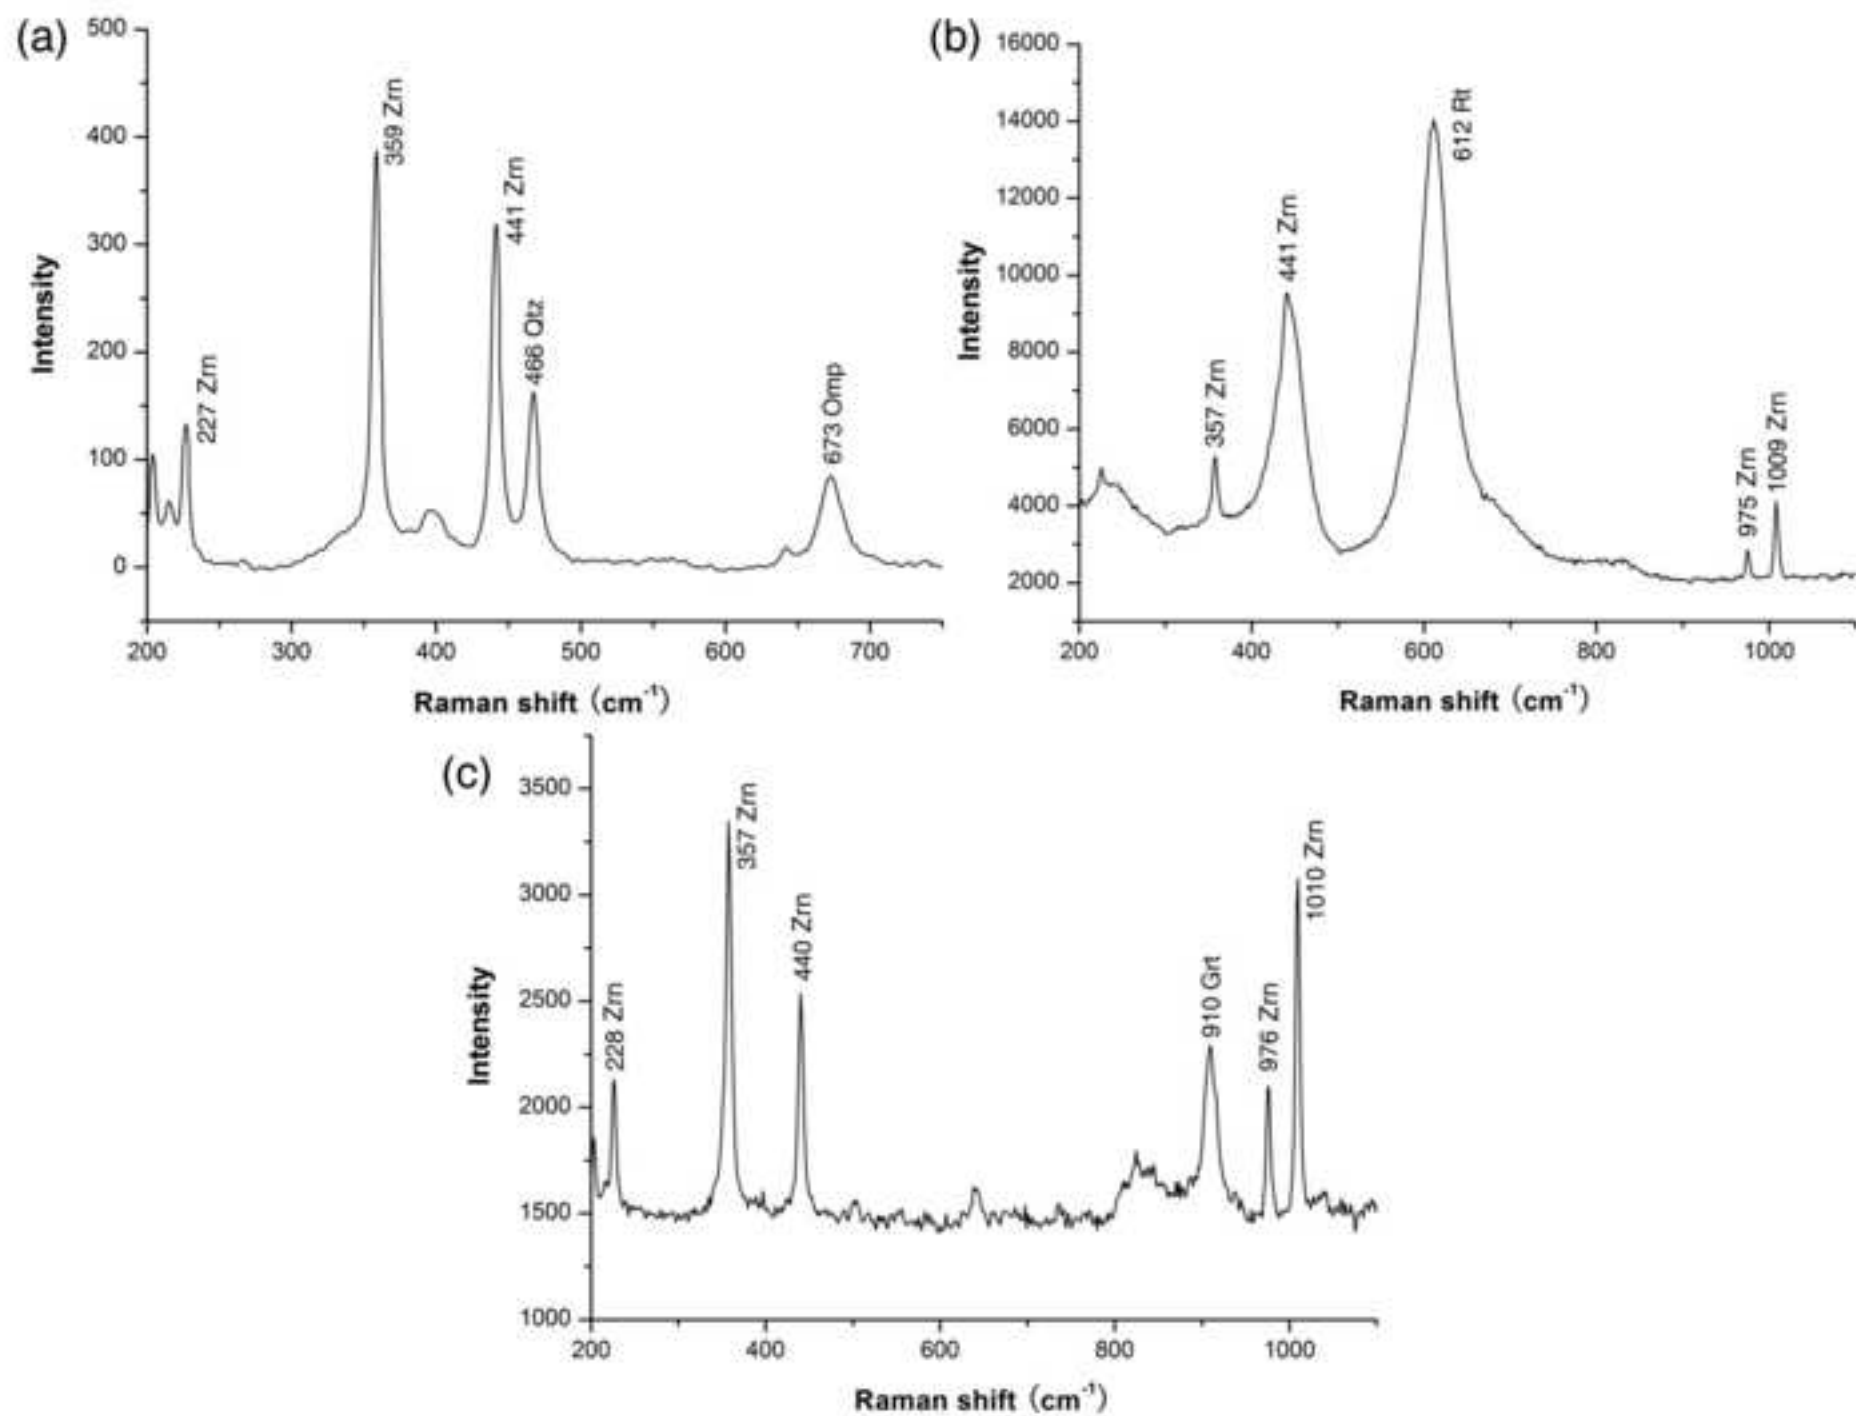 (a)
500
400
300
200
100
0
Intensity
227 Zrn
359 Zrn
441 Zrn
466 Qtz
673 Omp
200 300 400 500 600 700
Raman shift (cm-1)
(b)
16000
14000
12000
10000
8000
6000
4000
2000
Intensity
357 Zrn
441 Zrn
612 Rt
975 Zrn
1009 Zrn
200 400 600 800 1000
Raman shift (cm-1)
(c)
3500
3000
2500
2000
1500
1000
Intensity
228 Zrn
357 Zrn
440 Zrn
910 Grt
976 Zrn
1010 Zrn
200 400 600 800 1000
Raman shift (cm-1)